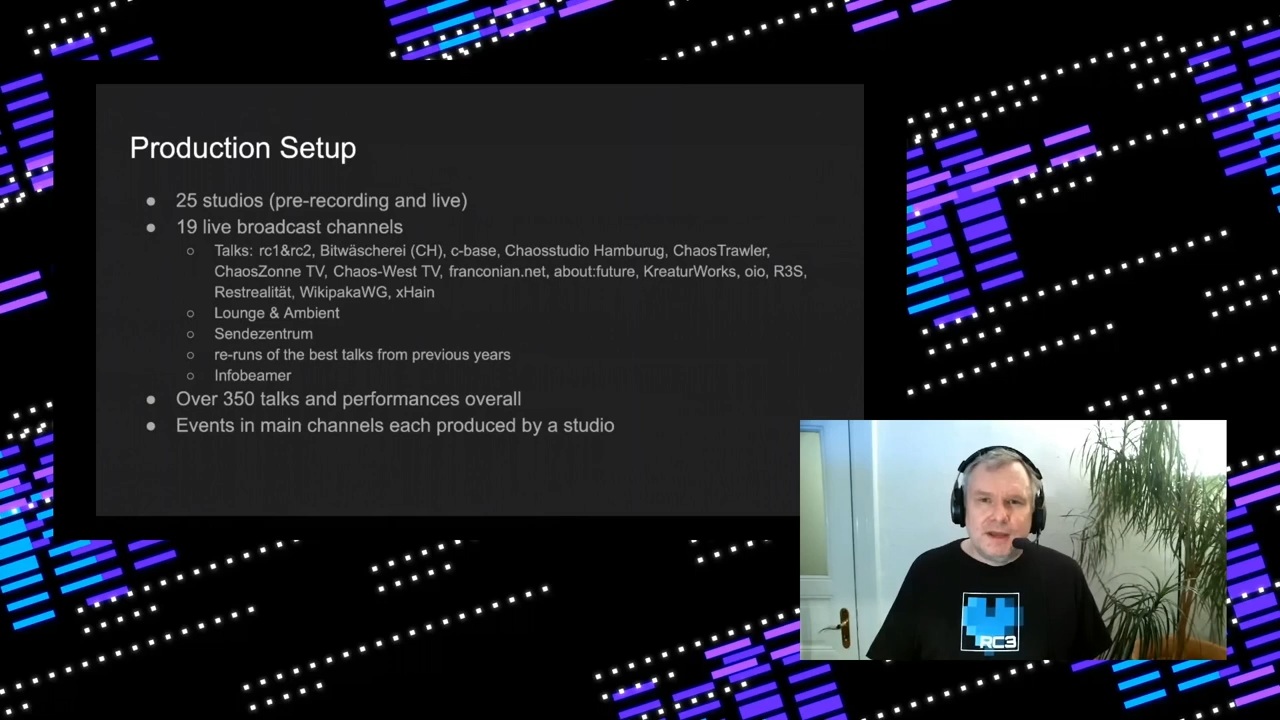 Production Setup
● 25 studios (pre-recording and live)
● 19 live broadcast channels
○ Talks: rc1&rc2, Bitwäscherei (CH), c-base, Chaosstudio Hamburug, ChaosTrawler,
ChaosZonne TV, Chaos-West TV, franconian.net, about:future, KreaturWorks, oio, R3S,
Restrealität, WikipakaWG, xHain
○ Lounge & Ambient
○ Sendezentrum
○ re-runs of the best talks from previous years
○ Infobeamer
● Over 350 talks and performances overall
● Events in main channels each produced by a studio
RC3